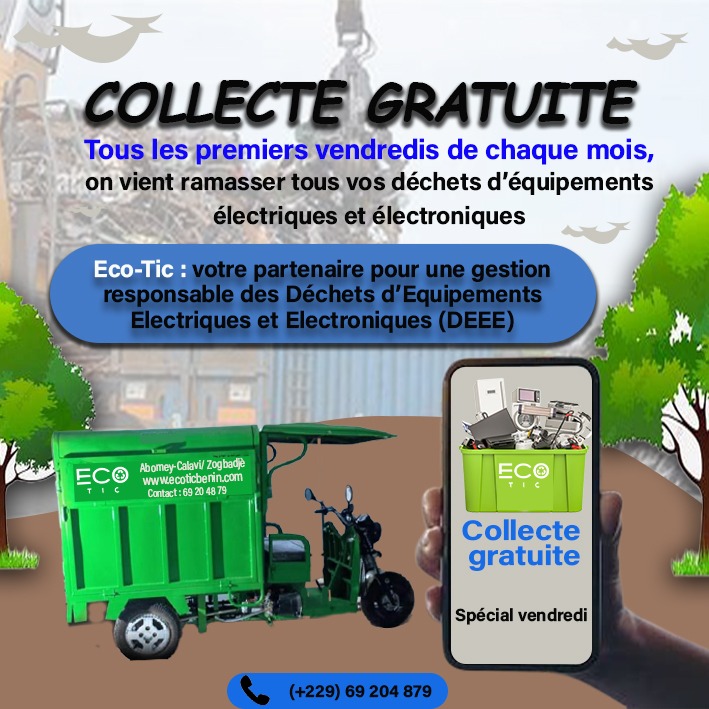 COLLECTE GRATUITE
Tous les premiers vendredis de chaque mois,
on vient ramasser tous vos déchets d'équipements
électriques et électroniques
Eco-Tic : votre partenaire pour une gestion
responsable des Déchets d'Equipements
Electriques et Electroniques (DEEE)
ECO
TIC
Abomey-Calavi/ Zogbadjè
www.ecoticbenin.com
Contact : 69 20 48 79
ECO
TIC
Collecte
gratuite
Spécial vendredi
(+229) 69 204 879